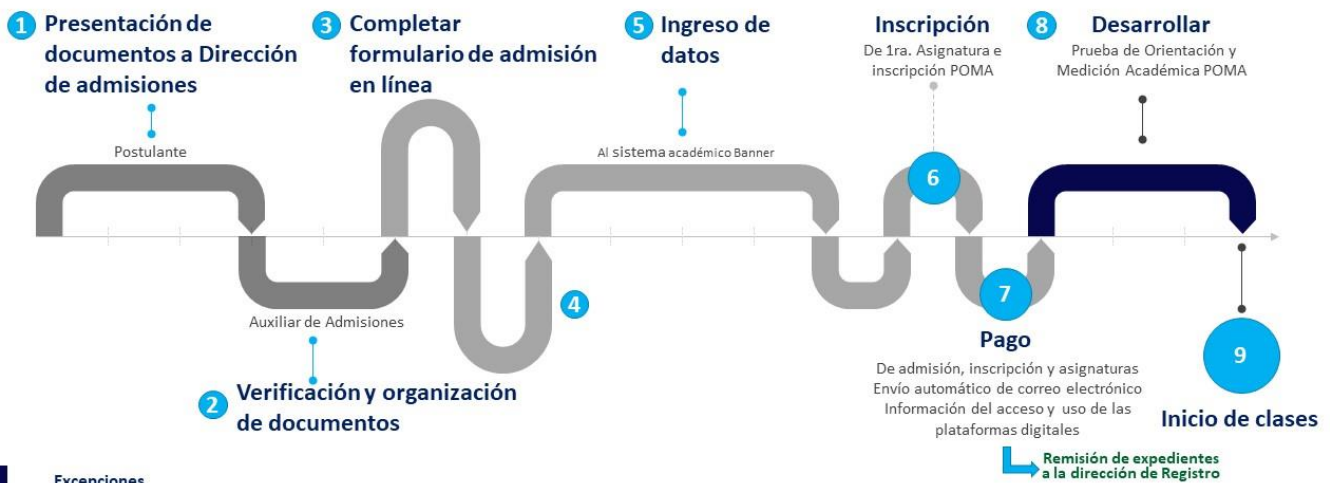 1 Presentación de
documentos a Dirección
de admisiones
Postulante
Auxiliar de Admisiones
2 Verificación y organización
de documentos
3 Completar
formulario de admisión
en línea
4
5 Ingreso de
datos
Al sistema académico Banner
Inscripción
De 1ra. Asignatura e
inscripción POMA
6
7
Pago
De admisión, inscripción y asignaturas
Envío automático de correo electrónico
Información del acceso y uso de las
plataformas digitales
Remisión de expedientes
a la dirección de Registro
8 Desarrollar
Prueba de Orientación y
Medición Académica POMA
9
Inicio de clases
Excepciones